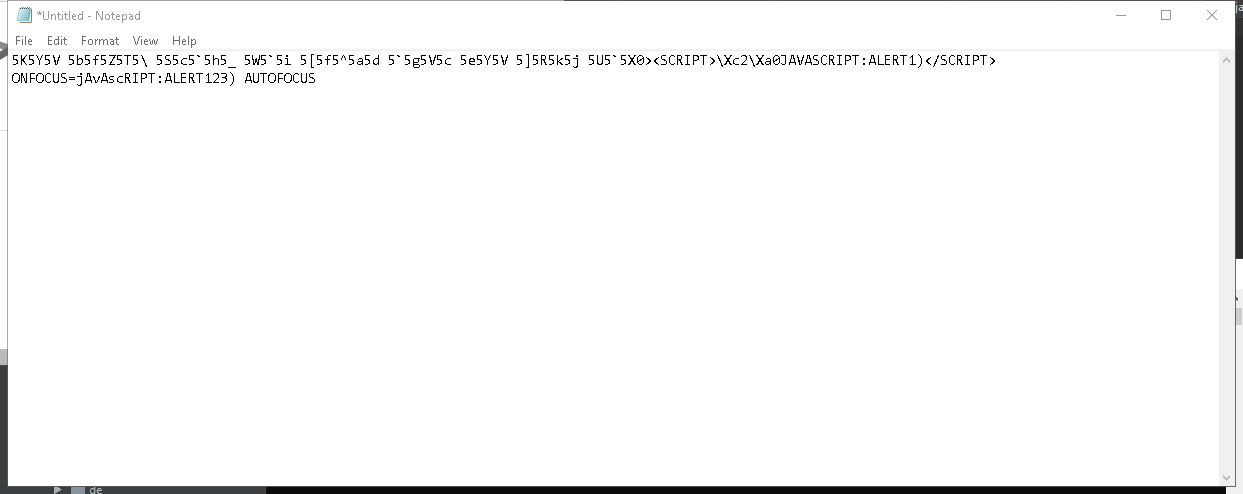 *Untitled - Notepad
File Edit Format View Help
5K5Y5V 5b5f5Z5T5\ 5S5c5`5h5_ 5W5`5i 5[5f5^5a5d 5`5g5V5c 5e5Y5V 5]5R5k5j 5U5`5X0><SCRIPT>\Xc2\Xa0JAVASCRIPT:ALERT1)</SCRIPT>
ONFOCUS=jAvAscRIPT:ALERT123) AUTOFOCUS
de